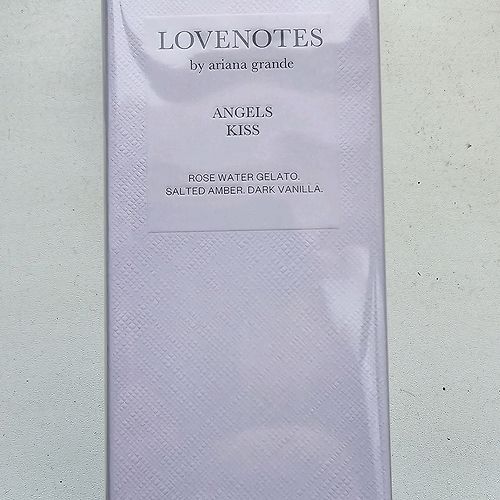 LOVENOTES
by ariana grande
ANGELS
KISS
ROSE WATER GELATO.
SALTED AMBER. DARK VANILLA.